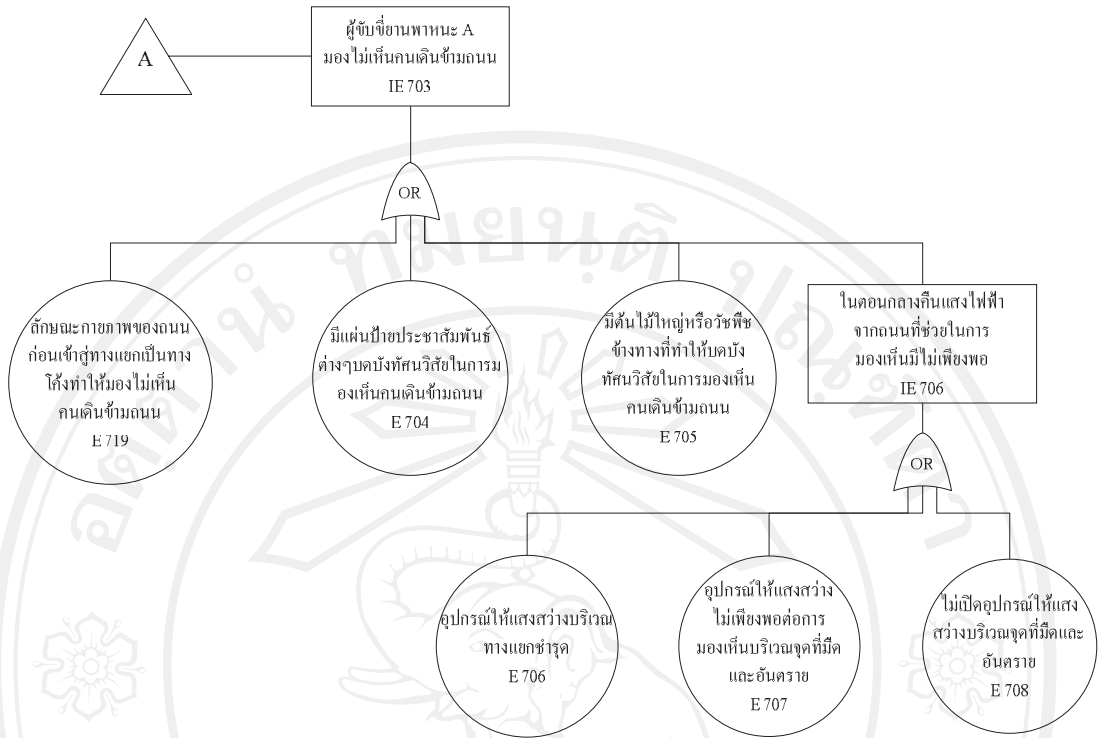 A
ผู้ขับขี่ยานพาหนะ A
มองไม่เห็นคนเดินข้ามถนน
IE 703
OR
ลักษณะกายภาพของถนน
ก่อนเข้าสู่ทางแยกเป็นทาง
โค้งทำให้มองไม่เห็น
คนเดินข้ามถนน
E 719
มีแผ่นป้ายประชาสัมพันธ์
ต่างๆบดบังทัศนวิสัยในการม
องเห็นคนเดินข้ามถนน
E 704
มีต้นไม้ใหญ่หรือวัชพืช
ข้างทางที่ทำให้บดบัง
ทัศนวิสัยในการมองเห็น
คนเดินข้ามถนน
E 705
ในตอนกลางคืนแสงไฟฟ้า
จากถนนที่ช่วยในการ
มองเห็นมีไม่เพียงพอ
IE 706
OR
อุปกรณ์ให้แสงสว่างบริเวณ
ทางแยกชำรุด
E 706
อุปกรณ์ให้แสงสว่าง
ไม่เพียงพอต่อการ
มองเห็นบริเวณจุดที่มืด
และอันตราย
E 707
ไม่เปิดอุปกรณ์ให้แสง
สว่างบริเวณจุดที่มืดและ
อันตราย
E 708
อตฺตานํ ทมยนฺติ ปณฺฑิตา